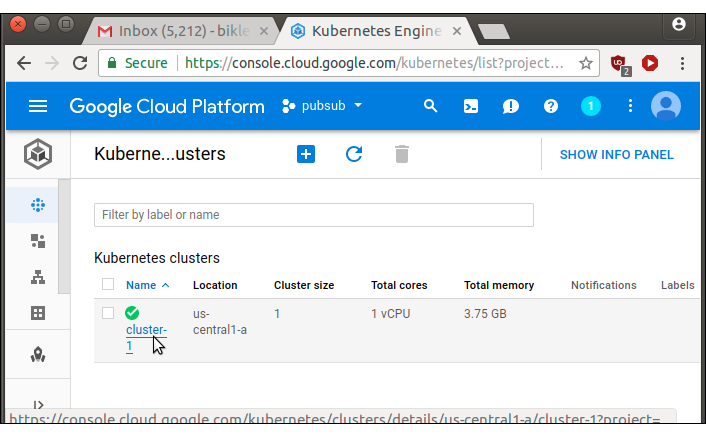 Inbox (5,212) - bikle
Kubernetes Engine
Secure
https://console.cloud.google.com/kubernetes/list?project...
2
Google Cloud Platform
pubsub
1
Kuberne...usters
SHOW INFO PANEL
Filter by label or name
Kubernetes clusters
Name Location Cluster size Total cores Total memory Notifications Labels
cluster-
1
us-
central1-a
1
1 vCPU
3.75 GB
https://console.cloud.google.com/kubernetes/clusters/details/us-central1-a/cluster-1?project=